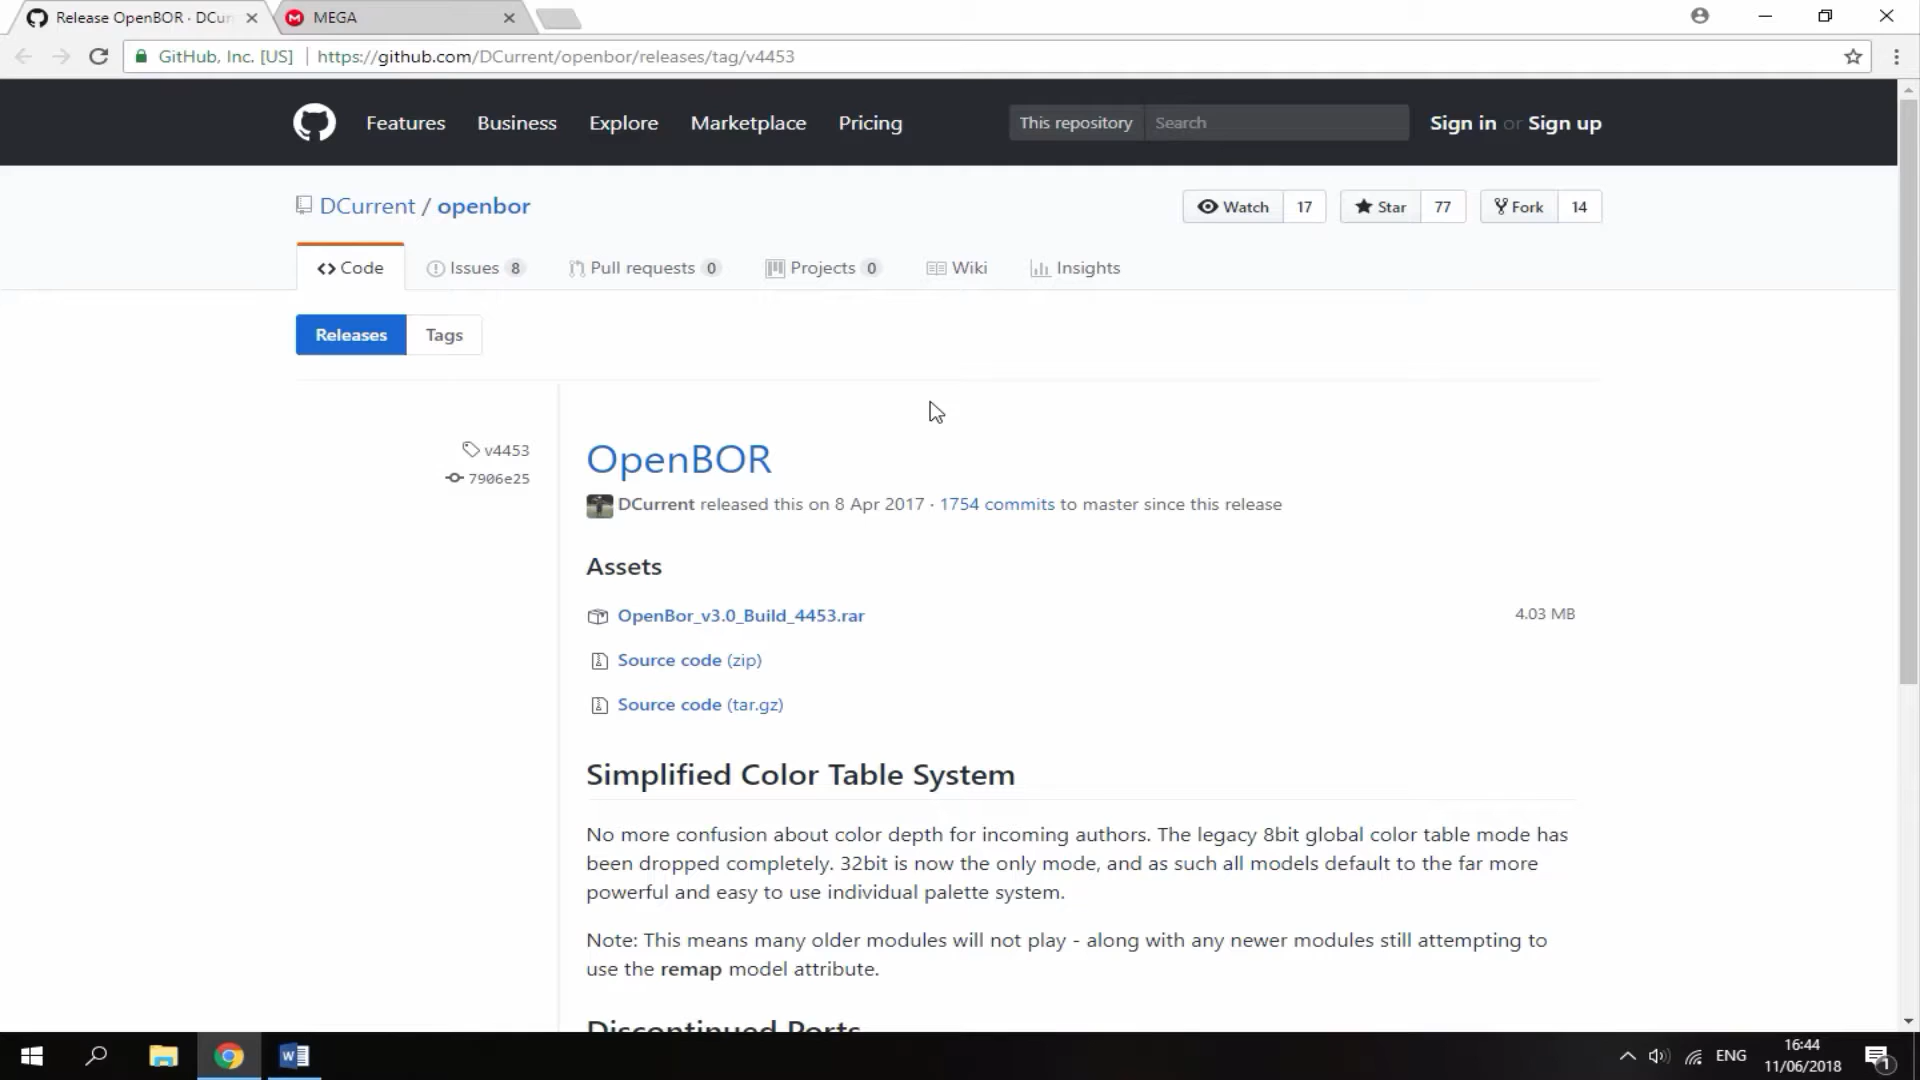 Release OpenBOR · DCur
MEGA
GitHub, Inc. [US] https://github.com/DCurrent/openbor/releases/tag/v4453
Features Business Explore Marketplace Pricing This repository Search Sign in or Sign up
DCurrent / openbor Watch 17 Star 77 Fork 14
Code Issues 8 Pull requests 0 Projects 0 Wiki Insights
Releases Tags
v4453
7906e25
OpenBOR
DCurrent released this on 8 Apr 2017 · 1754 commits to master since this release
Assets
OpenBor_v3.0_Build_4453.rar 4.03 MB
Source code (zip)
Source code (tar.gz)
Simplified Color Table System
No more confusion about color depth for incoming authors. The legacy 8bit global color table mode has
been dropped completely. 32bit is now the only mode, and as such all models default to the far more
powerful and easy to use individual palette system.
Note: This means many older modules will not play - along with any newer modules still attempting to
use the remap model attribute.
Discontinued Ports
ENG 16:44
11/06/2018 1